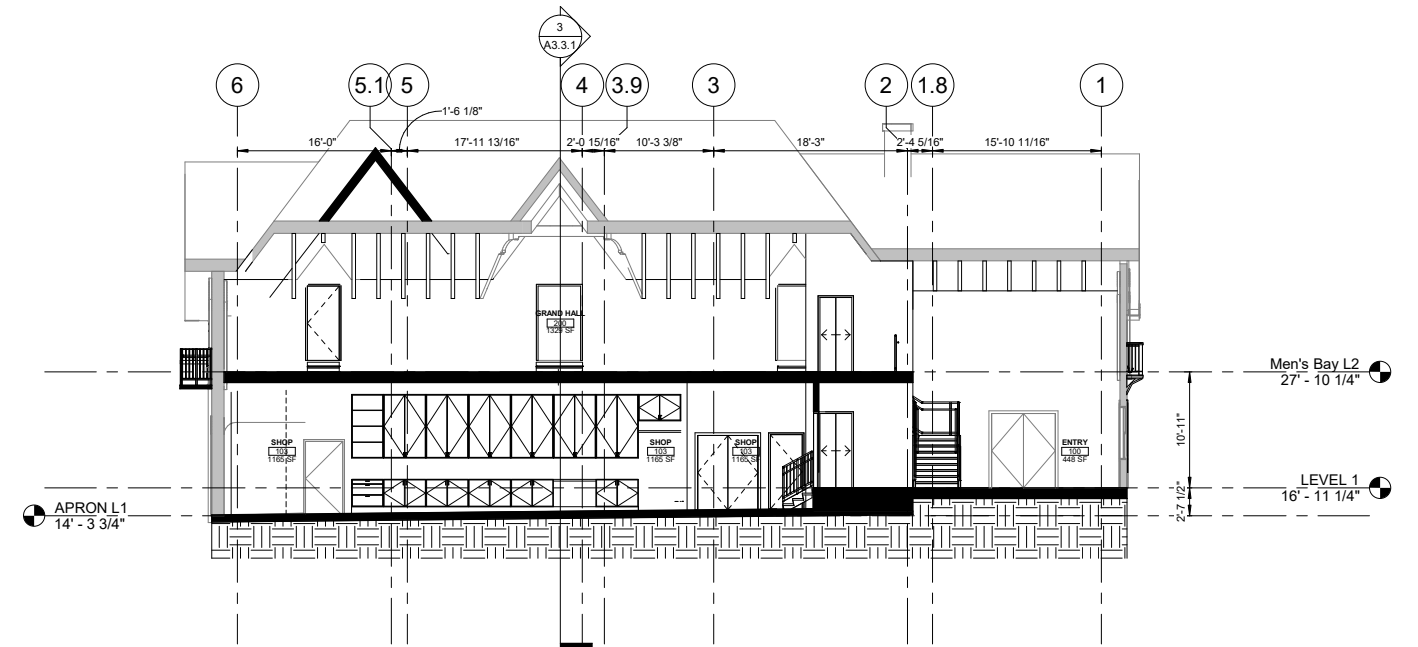 3
A3.3.1
6
5.1
5
4
3.9
3
2
1.8
1
1'-6 1/8"
16'-0"
17'-11 13/16"
2'-0 15/16"
10'-3 3/8"
18'-3"
2'-4 5/16"
15'-10 11/16"
GRAND HALL
200
1329 SF
Men's Bay L2
27' - 10 1/4"
10'-11"
SHOP
103
1165 SF
SHOP
103
1165 SF
SHOP
103
1165 SF
ENTRY
100
448 SF
LEVEL 1
16' - 11 1/4"
2'-7 1/2"
APRON L1
14' - 3 3/4"